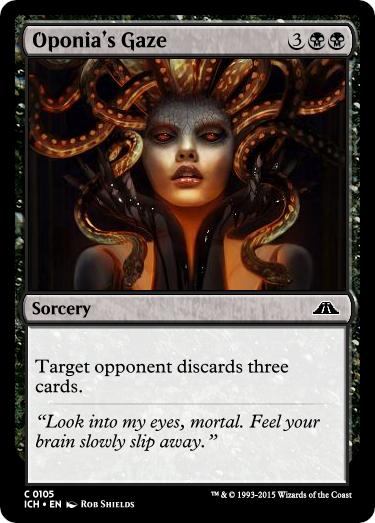 Oponia's Gaze 3
Sorcery
Target opponent discards three
cards.
“Look into my eyes, mortal. Feel your
brain slowly slip away.”
C 0105
ICH • EN Rob Shields
™ & © 1993-2015 Wizards of the Coast